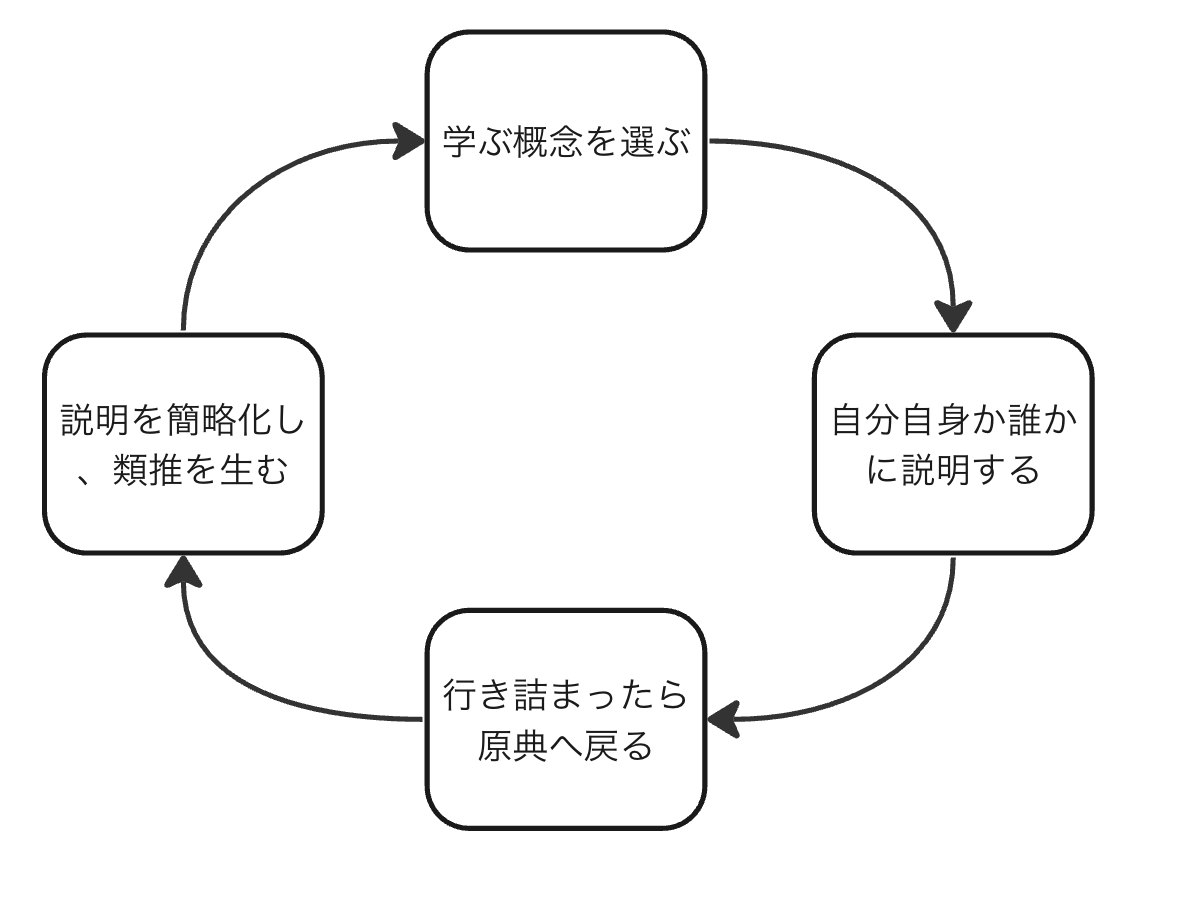 学ぶ概念を選ぶ
自分自身か誰か
に説明する
行き詰まったら
原典へ戻る
説明を簡略化し
、類推を生む